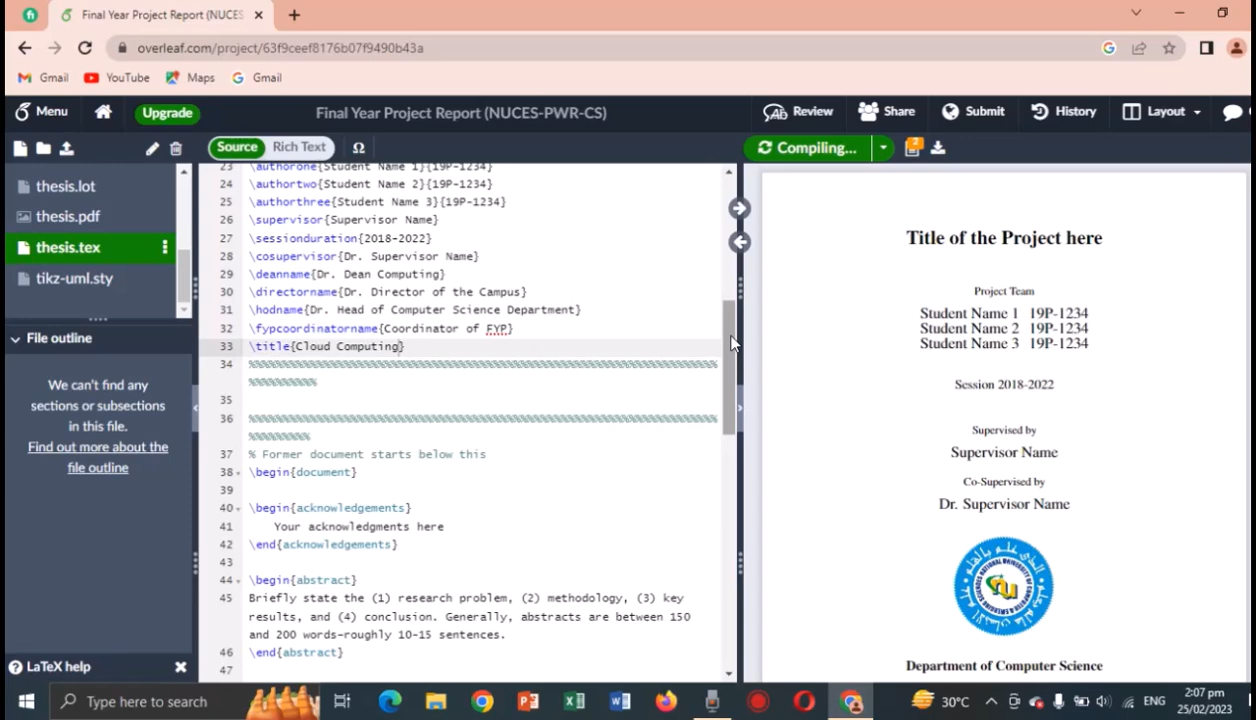 Final Year Project Report (NUCES
overleaf.com/project/63f9ceef8176b07f9490b43a
Gmail YouTube Maps Gmail
Menu Upgrade Final Year Project Report (NUCES-PWR-CS) Review Share Submit History Layout
Source Rich Text Ω Compiling... 2
thesis.lot
thesis.pdf
thesis.tex
tikz-uml.sty
File outline
We can't find any
sections or subsections
in this file.
Find out more about the
file outline
LaTeX help
23 \authorone{Student Name 1}{19P-1234}
24 \authortwo{Student Name 2}{19P-1234}
25 \authorthree{Student Name 3}{19P-1234}
26 \supervisor{Supervisor Name}
27 \sessionduration{2018-2022}
28 \cosupervisor{Dr. Supervisor Name}
29 \deanname{Dr. Dean Computing}
30 \directorname{Dr. Director of the Campus}
31 \hodname{Dr. Head of Computer Science Department}
32 \fypcoordinatorname{Coordinator of FYP}
33 \title{Cloud Computing}
34
35
36
37 % Former document starts below this
38 \begin{document}
39
40 \begin{acknowledgements}
41 Your acknowledgments here
42 \end{acknowledgements}
43
44 \begin{abstract}
45 Briefly state the (1) research problem, (2) methodology, (3) key
results, and (4) conclusion. Generally, abstracts are between 150
and 200 words-roughly 10-15 sentences.
46 \end{abstract}
47
Title of the Project here
Project Team
Student Name 1 19P-1234
Student Name 2 19P-1234
Student Name 3 19P-1234
Session 2018-2022
Supervised by
Supervisor Name
Co-Supervised by
Dr. Supervisor Name
Department of Computer Science
Type here to search
30°C
ENG
2:07 pm
25/02/2023